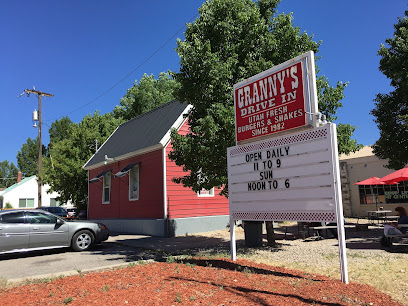 GRANNY'S
DRIVE IN
UTAH FRESH
BURGERS & SHAKES
SINCE 1982
OPEN DAILY
11 TO 9
SUN
NOON TO 6